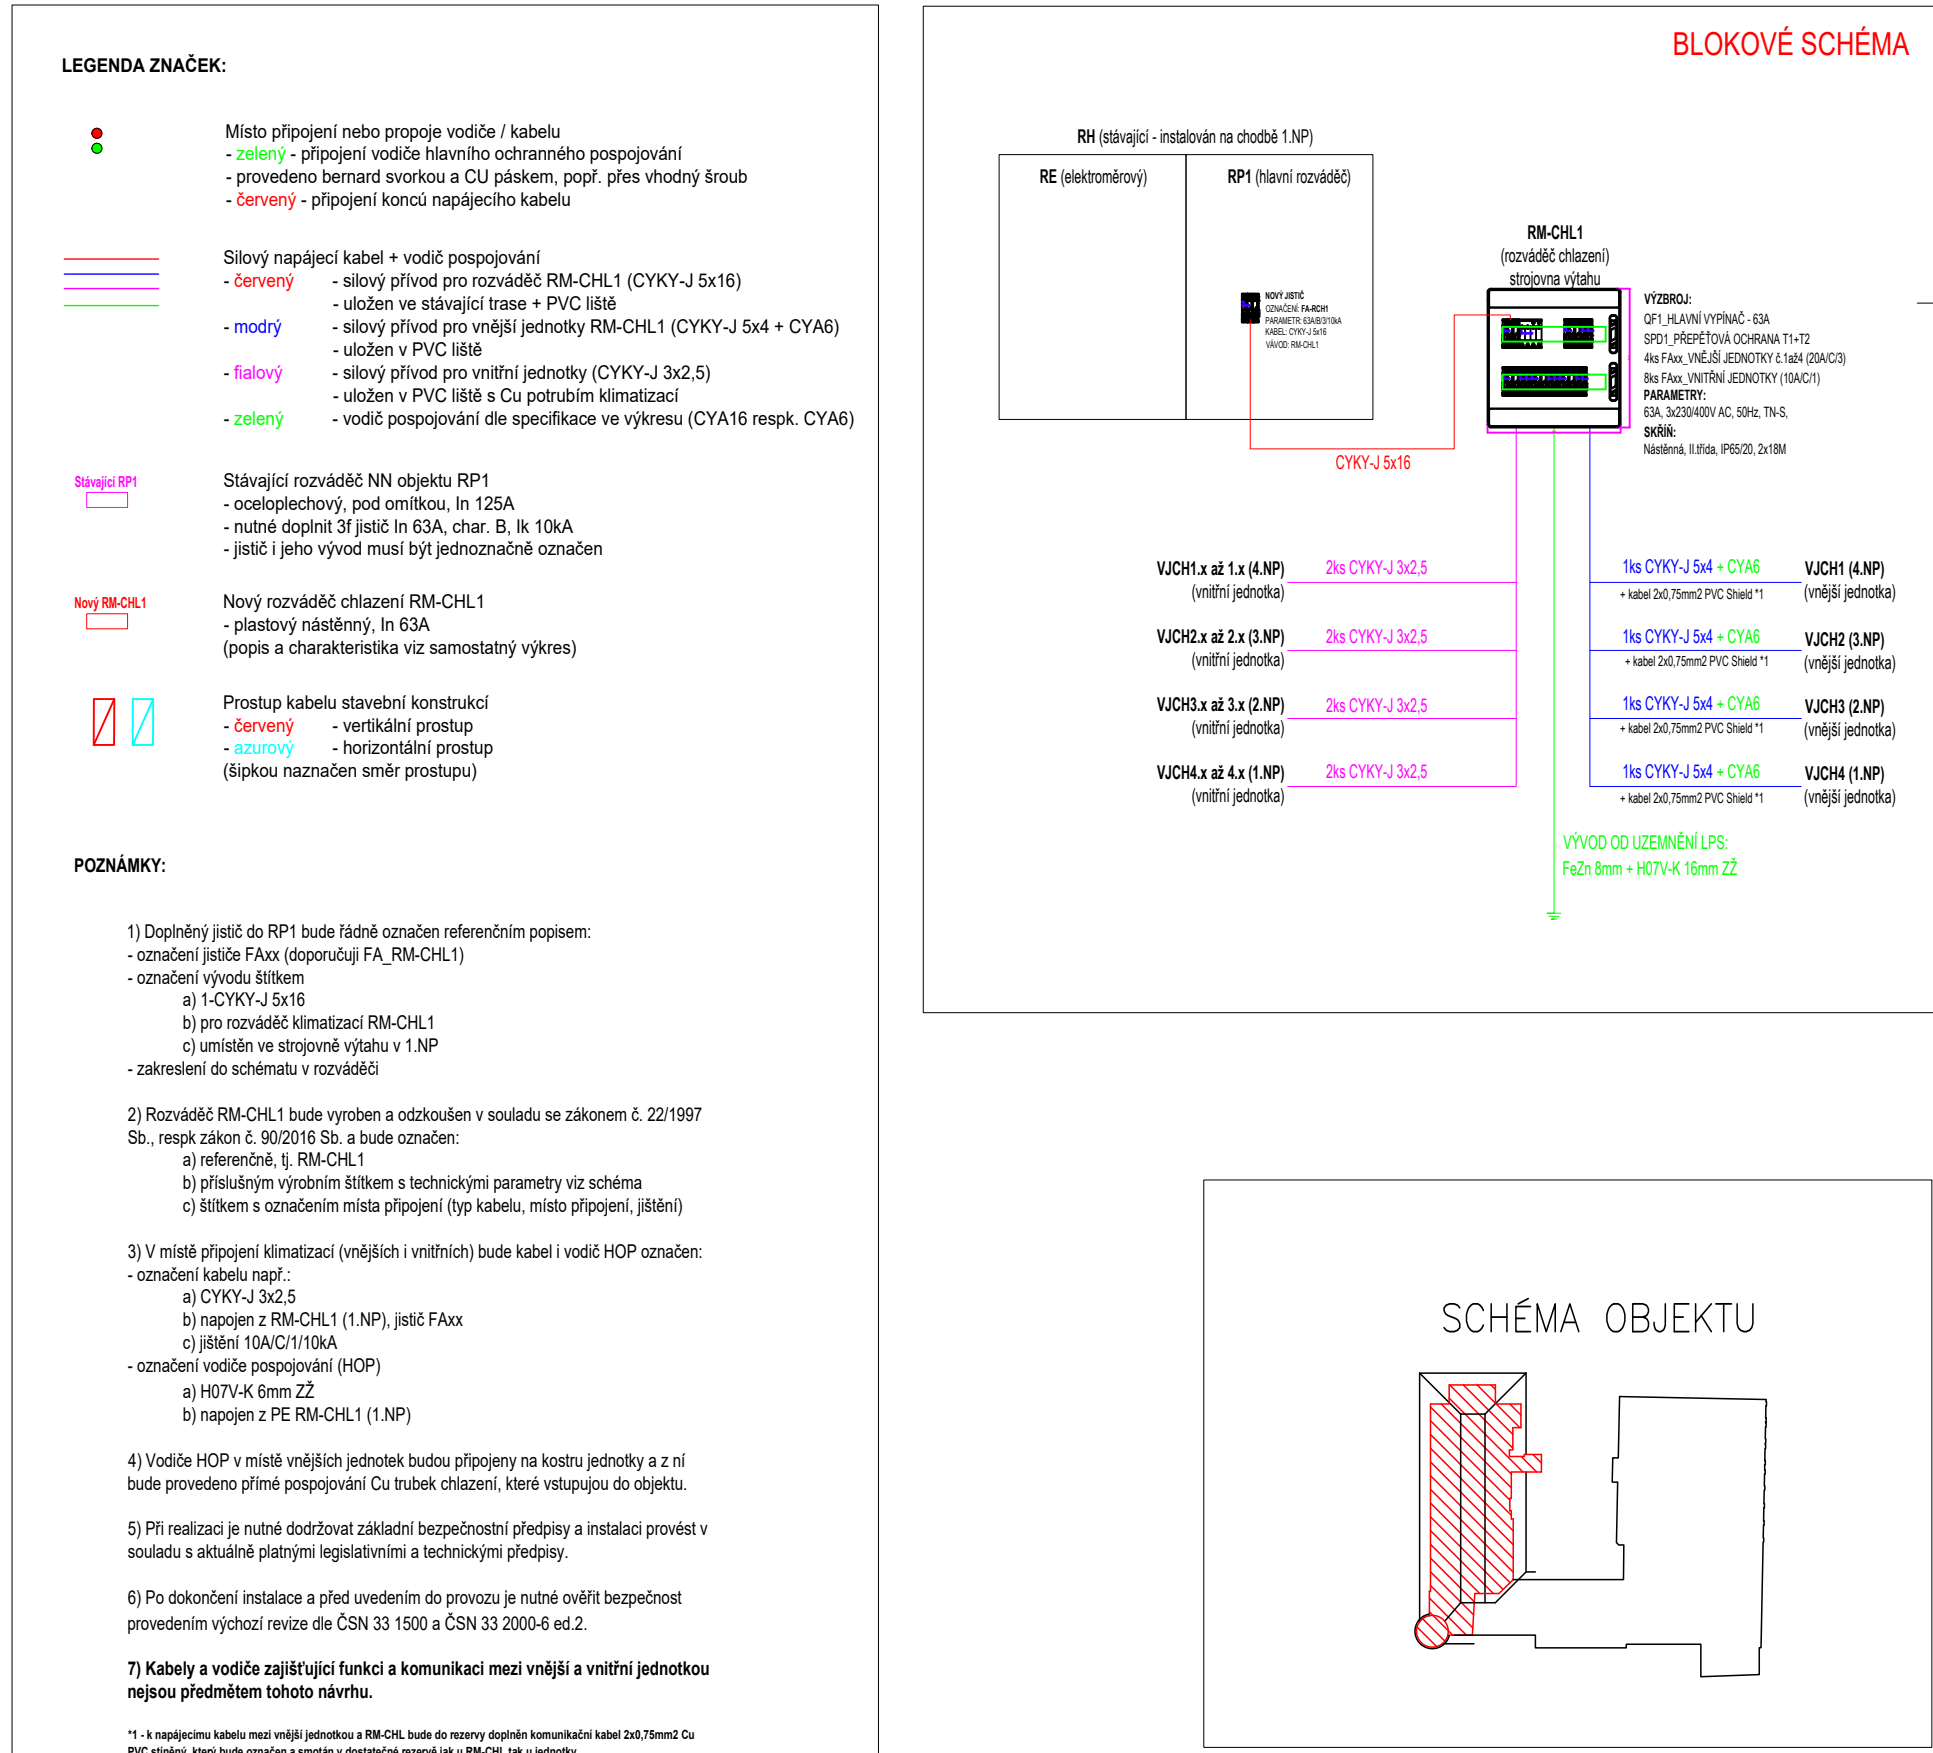 LEGENDA ZNAČEK:
Místo připojení nebo propoje vodiče / kabelu
- zelený - připojení vodiče hlavního ochranného pospojování
- provedeno bernard svorkou a CU páskem, popř. přes vhodný šroub
- červený - připojení koncú napájecího kabelu
Silový napájecí kabel + vodič pospojování
- červený - silový přívod pro rozváděč RM-CHL1 (CYKY-J 5x16)
- uložen ve stávající trase + PVC liště
- modrý - silový přívod pro vnější jednotky RM-CHL1 (CYKY-J 5x4 + CYA6)
- uložen v PVC liště
- fialový - silový přívod pro vnitřní jednotky (CYKY-J 3x2,5)
- uložen v PVC liště s Cu potrubím klimatizací
- zelený - vodič pospojování dle specifikace ve výkresu (CYA16 respk. CYA6)
Stávající RP1
Stávající rozváděč NN objektu RP1
- oceloplechový, pod omítkou, In 125A
- nutné doplnit 3f jistič In 63A, char. B, Ik 10kA
- jistič i jeho vývod musí být jednoznačně označen
Nový RM-CHL1
Nový rozváděč chlazení RM-CHL1
- plastový nástěnný, In 63A
(popis a charakteristika viz samostatný výkres)
Prostup kabelu stavební konstrukcí
- červený - vertikální prostup
- azurový - horizontální prostup
(šipkou naznačen směr prostupu)
POZNÁMKY:
1) Doplněný jistič do RP1 bude řádně označen referenčním popisem:
- označení jističe FAxx (doporučuji FA_RM-CHL1)
- označení vývodu štítkem
a) 1-CYKY-J 5x16
b) pro rozváděč klimatizací RM-CHL1
c) umístěn ve strojovně výtahu v 1.NP
- zakreslení do schématu v rozváděči
2) Rozváděč RM-CHL1 bude vyroben a odzkoušen v souladu se zákonem č. 22/1997
Sb., respk zákon č. 90/2016 Sb. a bude označen:
a) referenčně, tj. RM-CHL1
b) příslušným výrobním štítkem s technickými parametry viz schéma
c) štítkem s označením místa připojení (typ kabelu, místo připojení, jištění)
3) V místě připojení klimatizací (vnějších i vnitřních) bude kabel i vodič HOP označen:
- označení kabelu např.:
a) CYKY-J 3x2,5
b) napojen z RM-CHL1 (1.NP), jistič FAxx
c) jištění 10A/C/1/10kA
- označení vodiče pospojování (HOP)
a) H07V-K 6mm ZŽ
b) napojen z PE RM-CHL1 (1.NP)
4) Vodiče HOP v místě vnějších jednotek budou připojeny na kostru jednotky a z ní
bude provedeno přímé pospojování Cu trubek chlazení, které vstupujou do objektu.
5) Při realizaci je nutné dodržovat základní bezpečnostní předpisy a instalaci provést v
souladu s aktuálně platnými legislativními a technickými předpisy.
6) Po dokončení instalace a před uvedením do provozu je nutné ověřit bezpečnost
provedením výchozí revize dle ČSN 33 1500 a ČSN 33 2000-6 ed.2.
7) Kabely a vodiče zajišťující funkci a komunikaci mezi vnější a vnitřní jednotkou
nejsou předmětem tohoto návrhu.
*1 - k napájecímu kabelu mezi vnější jednotkou a RM-CHL bude do rezervy doplněn komunikační kabel 2x0,75mm2 Cu
PVC stíněný, který bude označen a smotán v dostatečné rezervě jak u RM-CHL tak u jednotky
BLOKOVÉ SCHÉMA
RH (stávající - instalován na chodbě 1.NP)
RE (elektroměrový)
RP1 (hlavní rozváděč)
NOVÝ JISTIČ
OZNAČENÍ: FA-RCH1
PARAMETR: 63A/B/3/10kA
KABEL: CYKY-J 5x16
VÁVOD: RM-CHL1
RM-CHL1
(rozváděč chlazení)
strojovna výtahu
VÝZBROJ:
QF1_HLAVNÍ VYPÍNAČ - 63A
SPD1_PŘEPĚŤOVÁ OCHRANA T1+T2
4ks FAxx_VNĚJŠÍ JEDNOTKY č.1až4 (20A/C/3)
8ks FAxx_VNITŘNÍ JEDNOTKY (10A/C/1)
PARAMETRY:
63A, 3x230/400V AC, 50Hz, TN-S,
SKŘÍŇ:
Nástěnná, II.třída, IP65/20, 2x18M
CYKY-J 5x16
VJCH1.x až 1.x (4.NP) 2ks CYKY-J 3x2,5
(vnitřní jednotka)
VJCH2.x až 2.x (3.NP) 2ks CYKY-J 3x2,5
(vnitřní jednotka)
VJCH3.x až 3.x (2.NP) 2ks CYKY-J 3x2,5
(vnitřní jednotka)
VJCH4.x až 4.x (1.NP) 2ks CYKY-J 3x2,5
(vnitřní jednotka)
1ks CYKY-J 5x4 + CYA6 VJCH1 (4.NP)
+ kabel 2x0,75mm2 PVC Shield *1 (vnější jednotka)
1ks CYKY-J 5x4 + CYA6 VJCH2 (3.NP)
+ kabel 2x0,75mm2 PVC Shield *1 (vnější jednotka)
1ks CYKY-J 5x4 + CYA6 VJCH3 (2.NP)
+ kabel 2x0,75mm2 PVC Shield *1 (vnější jednotka)
1ks CYKY-J 5x4 + CYA6 VJCH4 (1.NP)
+ kabel 2x0,75mm2 PVC Shield *1 (vnější jednotka)
VÝVOD OD UZEMNĚNÍ LPS:
FeZn 8mm + H07V-K 16mm ZŽ
SCHÉMA OBJEKTU